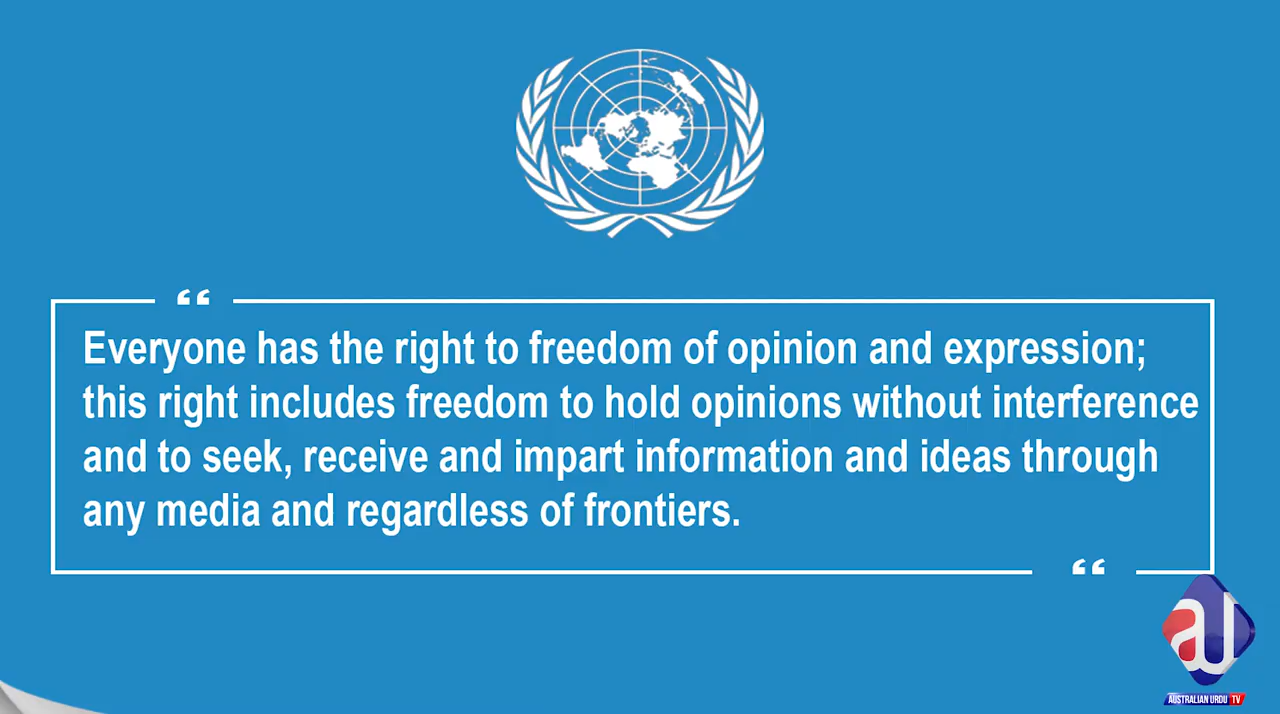 “
Everyone has the right to freedom of opinion and expression;
this right includes freedom to hold opinions without interference
and to seek, receive and impart information and ideas through
any media and regardless of frontiers.
“
au
AUSTRALIAN URDU TV